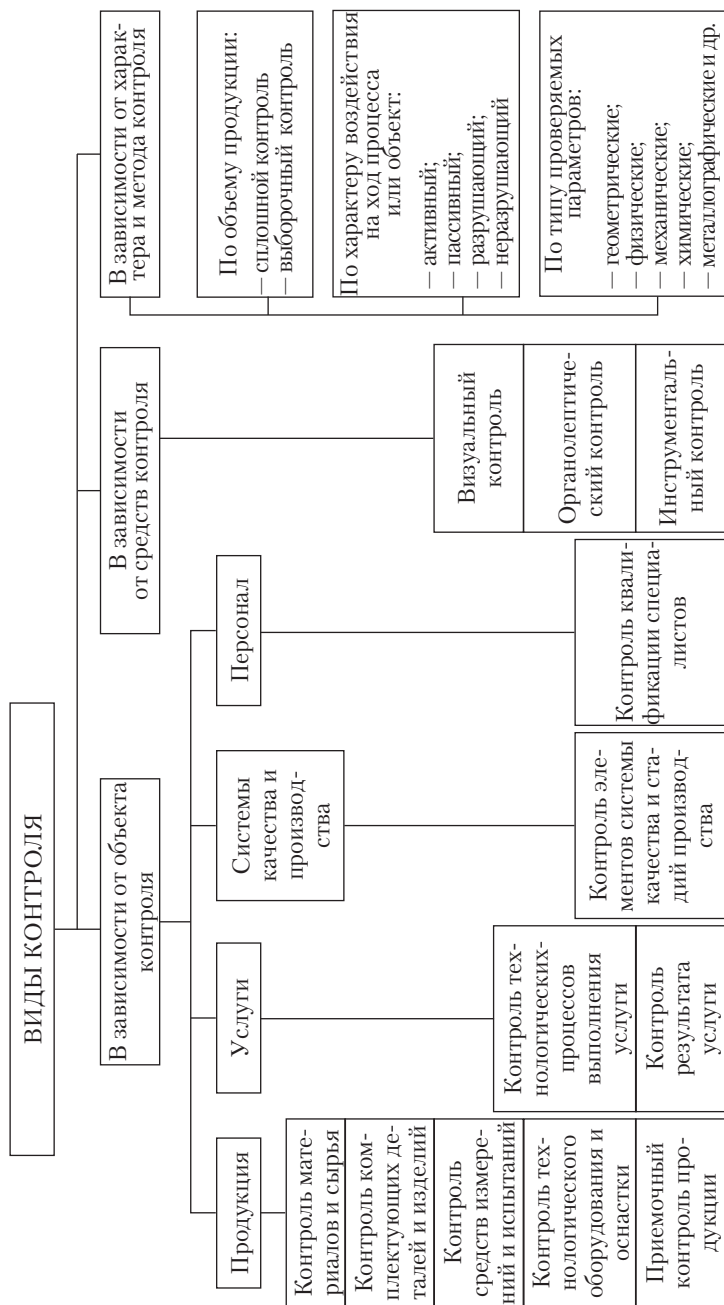 ВИДЫ КОНТРОЛЯ
В зависимости от объекта
контроля
В зависимости
от средств контроля
В зависимости от харак-
тера и метода контроля
Продукция
Услуги
Системы
качества и
производ-
ства
Персонал
Контроль мате-
риалов и сырья
Контроль ком-
плектующих де-
талей и изделий
Контроль
средств измере-
ний и испытаний
Контроль тех-
нологического
оборудования и
оснастки
Приемочный
контроль про-
дукции
Контроль тех-
нологических-
процессов
выполнения
услуги
Контроль
результата
услуги
Контроль эле-
ментов системы
качества и ста-
дий производ-
ства
Контроль квали-
фикации специа-
листов
Визуальный
контроль
Органолептиче-
ский контроль
Инструменталь-
ный контроль
По объему продукции:
— сплошной контроль
— выборочный контроль
По характеру воздействия
на ход процесса
или объект:
— активный;
— пассивный;
— разрушающий;
— неразрушающий
По типу проверяемых
параметров:
— геометрические;
— физические;
— механические;
— химические;
— металлографические и др.